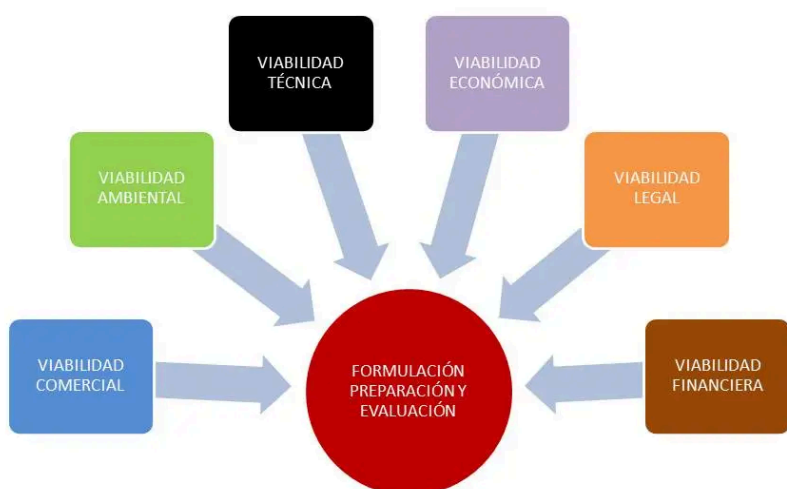 VIABILIDAD
TÉCNICA
VIABILIDAD
ECONÓMICA
VIABILIDAD
AMBIENTAL
VIABILIDAD
LEGAL
VIABILIDAD
COMERCIAL
FORMULACIÓN
PREPARACIÓN Y
EVALUACIÓN
VIABILIDAD
FINANCIERA